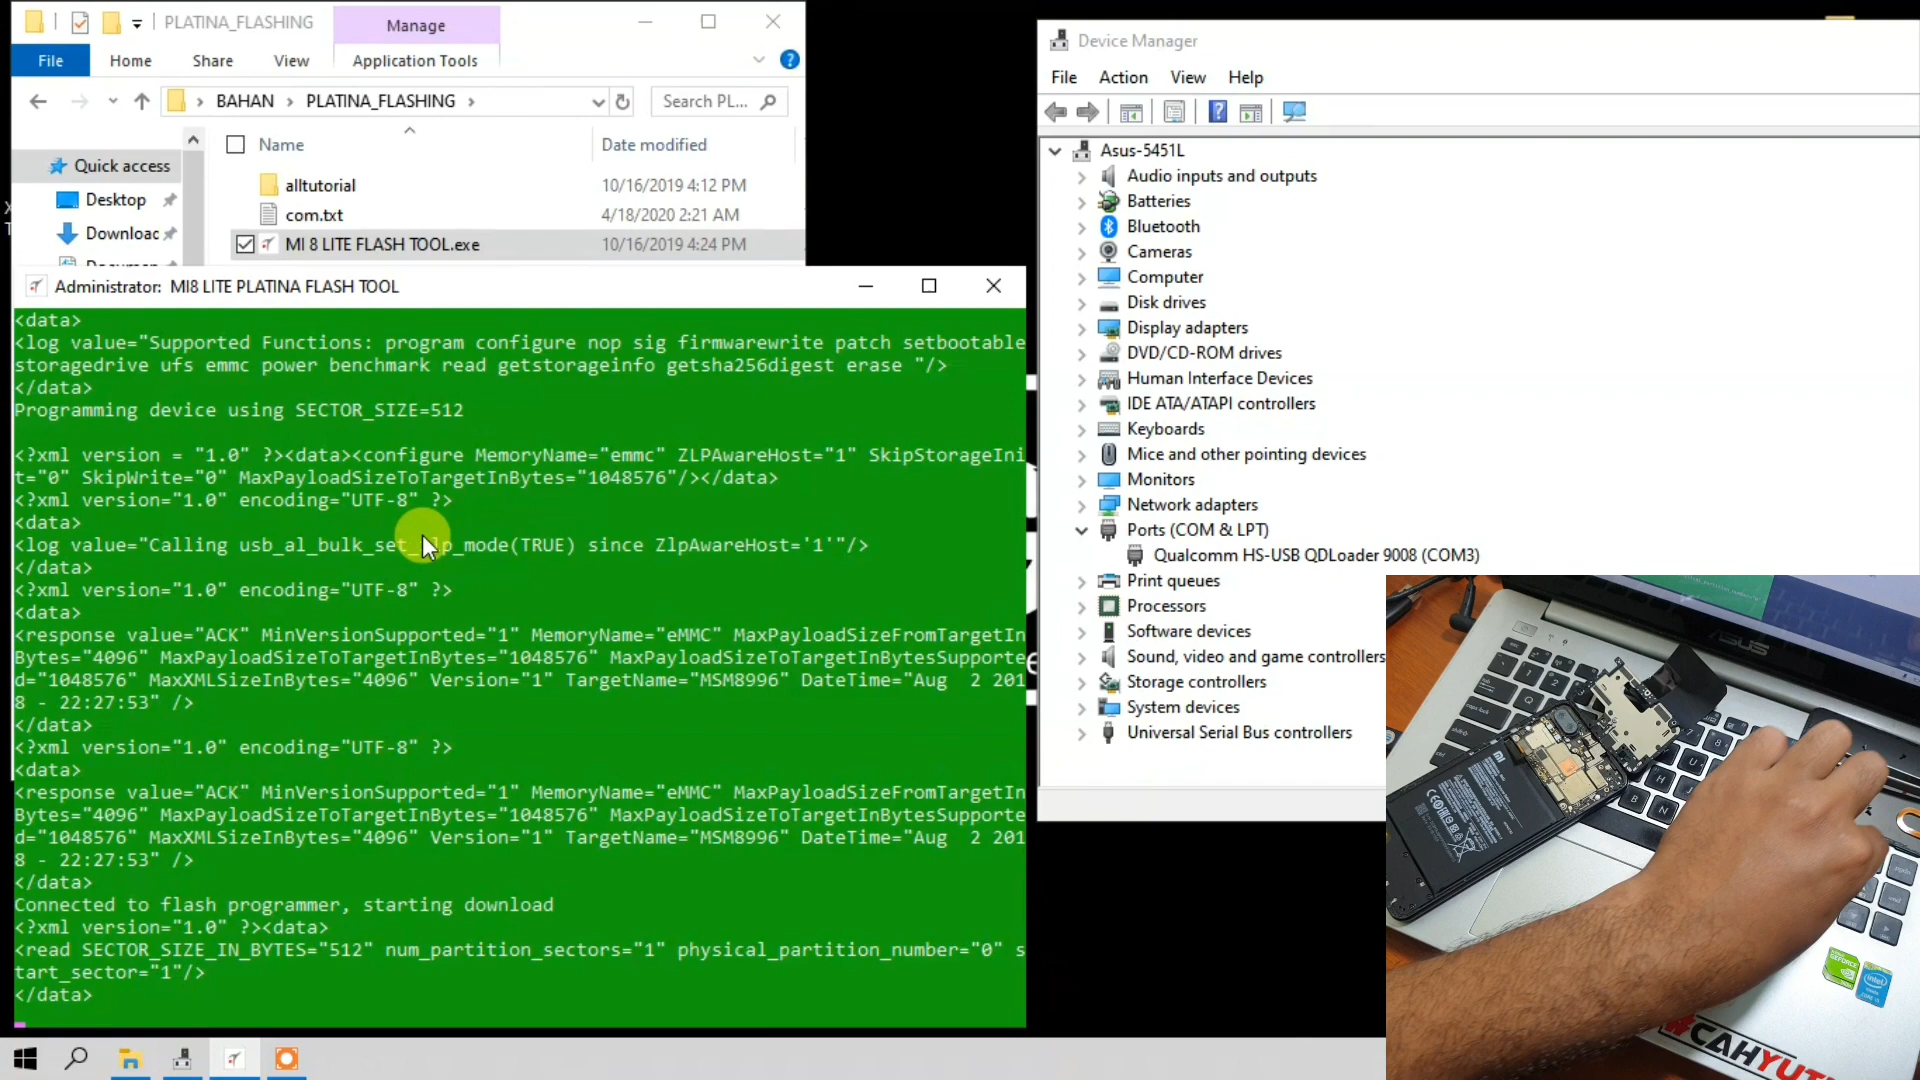 PLATINA_FLASHING
Manage
File
Home
Share
View
Application Tools
BAHAN
PLATINA_FLASHING
Search PL...
Name
Date modified
Quick access
alltutorial
10/16/2019 4:12 PM
Desktop
com.txt
4/18/2020 2:21 AM
Downloac
MI 8 LITE FLASH TOOL.exe
10/16/2019 4:24 PM
Administrator: MI8 LITE PLATINA FLASH TOOL
<data>
<log value="Supported Functions: program configure nop sig firmwarewrite patch setbootable
storagedrive ufs emmc power benchmark read getstorageinfo getsha256digest erase "/>
</data>
Programming device using SECTOR_SIZE=512
<?xml version = "1.0" ?><data><configure MemoryName="emmc" ZLPAwareHost="1" SkipStorageIni
t="0" SkipWrite="0" MaxPayloadSizeToTargetInBytes="1048576"/></data>
<?xml version="1.0" encoding="UTF-8" ?>
<data>
<log value="Calling usb_al_bulk_set_zlp_mode(TRUE) since ZlpAwareHost='1'"/>
</data>
<?xml version="1.0" encoding="UTF-8" ?>
<data>
<response value="ACK" MinVersionSupported="1" MemoryName="eMMC" MaxPayloadSizeFromTargetIn
Bytes="4096" MaxPayloadSizeToTargetInBytes="1048576" MaxPayloadSizeToTargetInBytesSupporte
d="1048576" MaxXMLSizeInBytes="4096" Version="1" TargetName="MSM8996" DateTime="Aug  2 201
8 - 22:27:53" />
</data>
<?xml version="1.0" encoding="UTF-8" ?>
<data>
<response value="ACK" MinVersionSupported="1" MemoryName="eMMC" MaxPayloadSizeFromTargetIn
Bytes="4096" MaxPayloadSizeToTargetInBytes="1048576" MaxPayloadSizeToTargetInBytesSupporte
d="1048576" MaxXMLSizeInBytes="4096" Version="1" TargetName="MSM8996" DateTime="Aug  2 201
8 - 22:27:53" />
</data>
Connected to flash programmer, starting download
<?xml version="1.0" ?><data>
<read SECTOR_SIZE_IN_BYTES="512" num_partition_sectors="1" physical_partition_number="0" s
tart_sector="1"/>
</data>
Device Manager
File
Action
View
Help
Asus-5451L
Audio inputs and outputs
Batteries
Bluetooth
Cameras
Computer
Disk drives
Display adapters
DVD/CD-ROM drives
Human Interface Devices
IDE ATA/ATAPI controllers
Keyboards
Mice and other pointing devices
Monitors
Network adapters
Ports (COM & LPT)
Qualcomm HS-USB QDLoader 9008 (COM3)
Print queues
Processors
Software devices
Sound, video and game controllers
Storage controllers
System devices
Universal Serial Bus controllers
ASUS
GEFORCE
intel
#CAHYUT